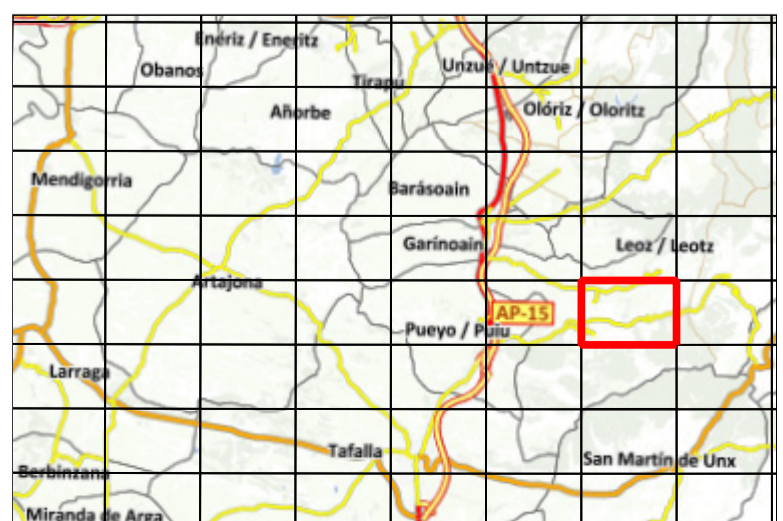 Enériz / Eneritz
Obanos
Unzué / Untzue
Tirapu
Añorbe
Olóriz / Oloritz
Mendigorria
Barásoain
Garínoain
Leoz / Leotz
Artajona
AP-15
Pueyo / Puiu
Larraga
Tafalla
San Martín de Unx
Berbinzana
Miranda de Arga